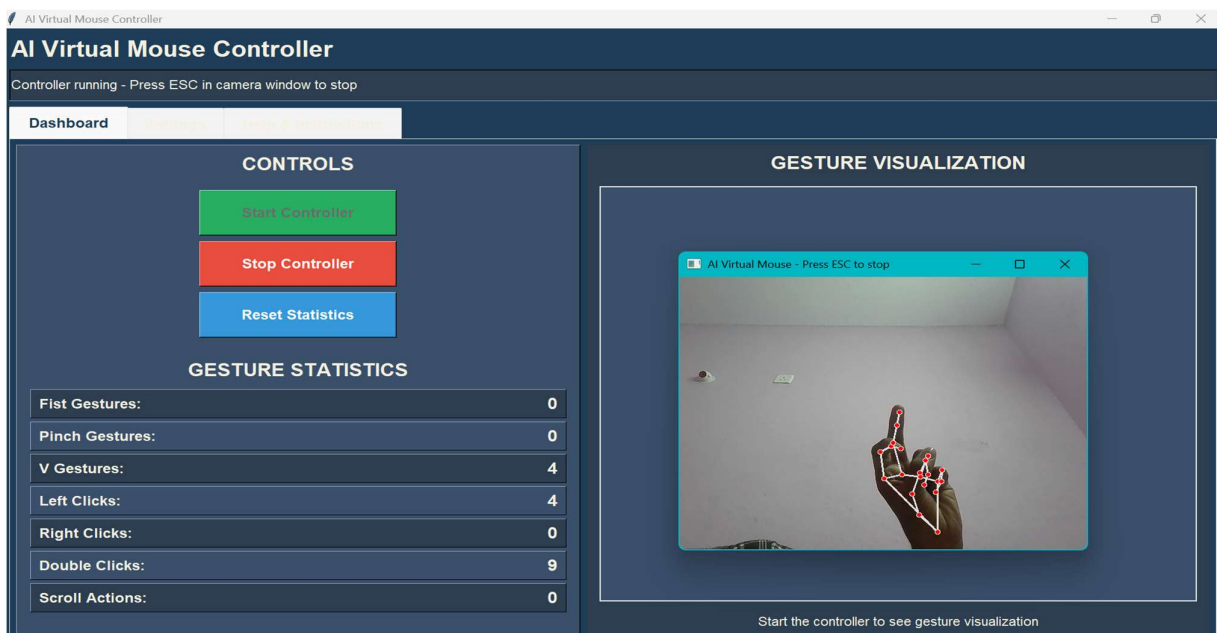 AI Virtual Mouse Controller
AI Virtual Mouse Controller
Controller running - Press ESC in camera window to stop
Dashboard
CONTROLS
Start Controller
Stop Controller
Reset Statistics
GESTURE STATISTICS
Fist Gestures: 0
Pinch Gestures: 0
V Gestures: 4
Left Clicks: 4
Right Clicks: 0
Double Clicks: 9
Scroll Actions: 0
GESTURE VISUALIZATION
AI Virtual Mouse - Press ESC to stop
Start the controller to see gesture visualization